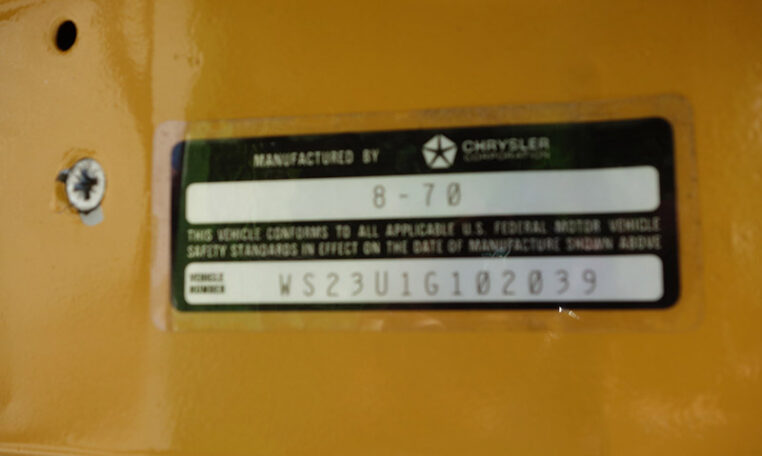 MANUFACTURED BY CHRYSLER CORPORATION
8-70
THIS VEHICLE CONFORMS TO ALL APPLICABLE U.S. FEDERAL MOTOR VEHICLE
SAFETY STANDARDS IN EFFECT ON THE DATE OF MANUFACTURE SHOWN ABOVE
VEHICLE NUMBER WS23U1G102039